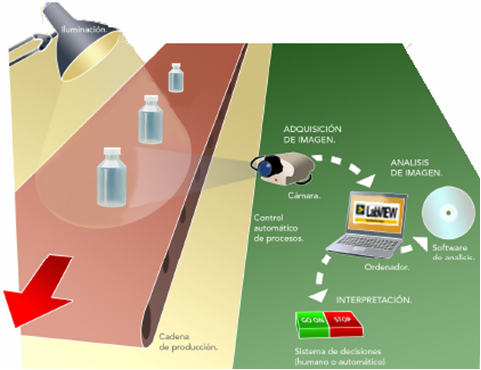 Iluminación.
ADQUISICIÓN
DE IMAGEN.
ANALISIS
DE IMAGEN.
Cámara.
LabVIEW
Control
automático
de procesos.
Software
de analisis.
Ordenador.
INTERPRETACIÓN.
GO ON
STOP
Cadena
de producción.
Sistema de decisiones
(humano o automático)